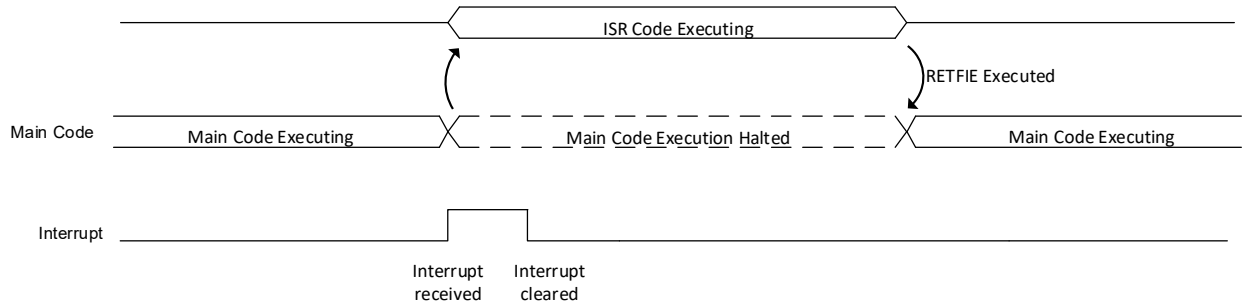 ISR Code Executing
RETFIE Executed
Main Code
Main Code Executing
Main Code Execution Halted
Main Code Executing
Interrupt
Interrupt
received
Interrupt
cleared